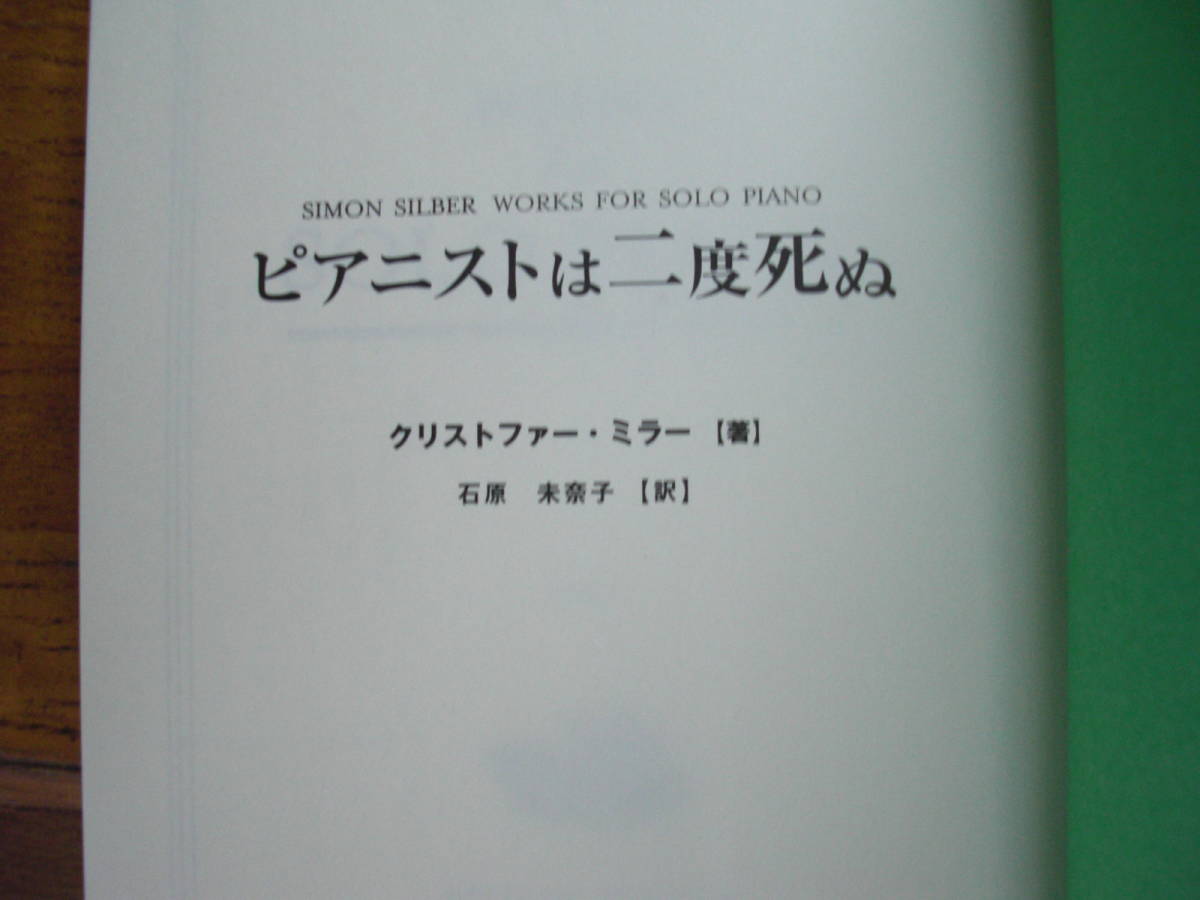 SIMON SILBER WORKS FOR SOLO PIANO
ピアニストは二度死ぬ
クリストファー・ミラー【著】
石原　未奈子【訳】